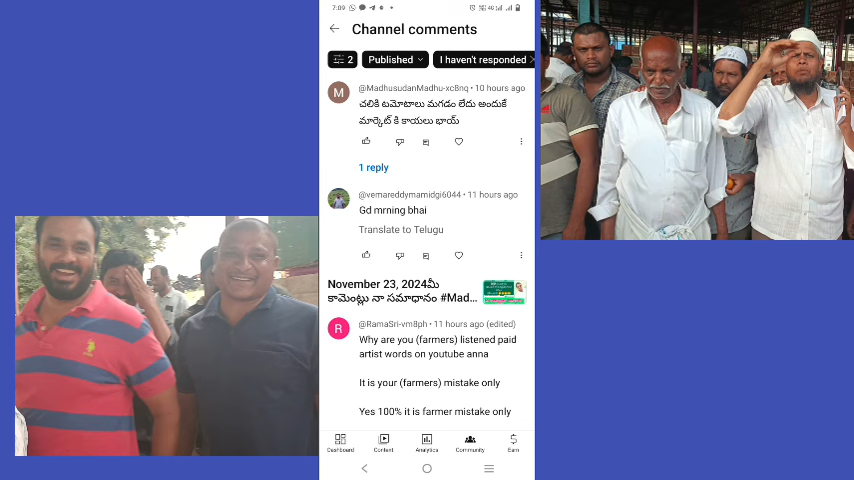 7:09
Channel comments
2
Published
I haven't responded
M
@MadhusudanMadhu-xc8nq • 10 hours ago
చలికి టమోటాలు మగడం లేదు అందుకే
మార్కెట్ కి కాయలు భాయ్
1 reply
@vemareddymamidgi6044 • 11 hours ago
Gd mrning bhai
Translate to Telugu
November 23, 2024మీ
కామెంట్లు నా సమాధానం #Mad...
R
@RamaSri-vm8ph • 11 hours ago (edited)
Why are you (farmers) listened paid
artist words on youtube anna
It is your (farmers) mistake only
Yes 100% it is farmer mistake only
Dashboard
Content
Analytics
Community
Earn